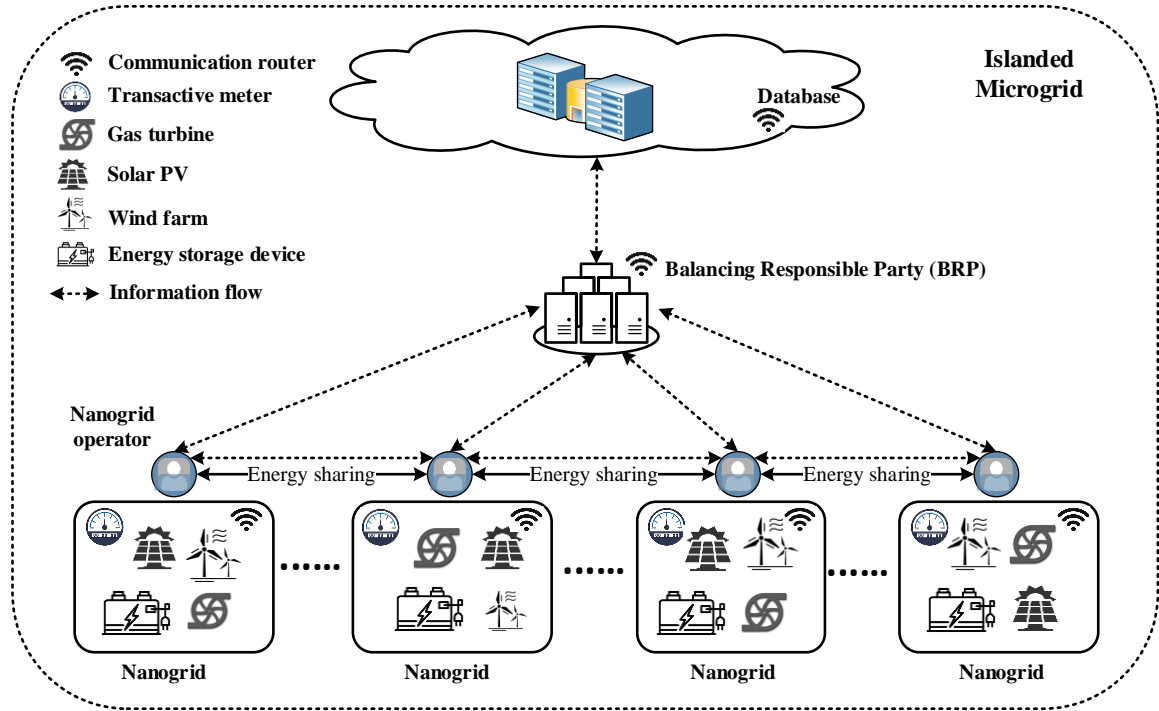 Communication router
Transactive meter
Gas turbine
Solar PV
Wind farm
Energy storage device
Information flow
Database
Islanded
Microgrid
Balancing Responsible Party (BRP)
Nanogrid
operator
Energy sharing
Energy sharing
Energy sharing
Nanogrid
Nanogrid
Nanogrid
Nanogrid